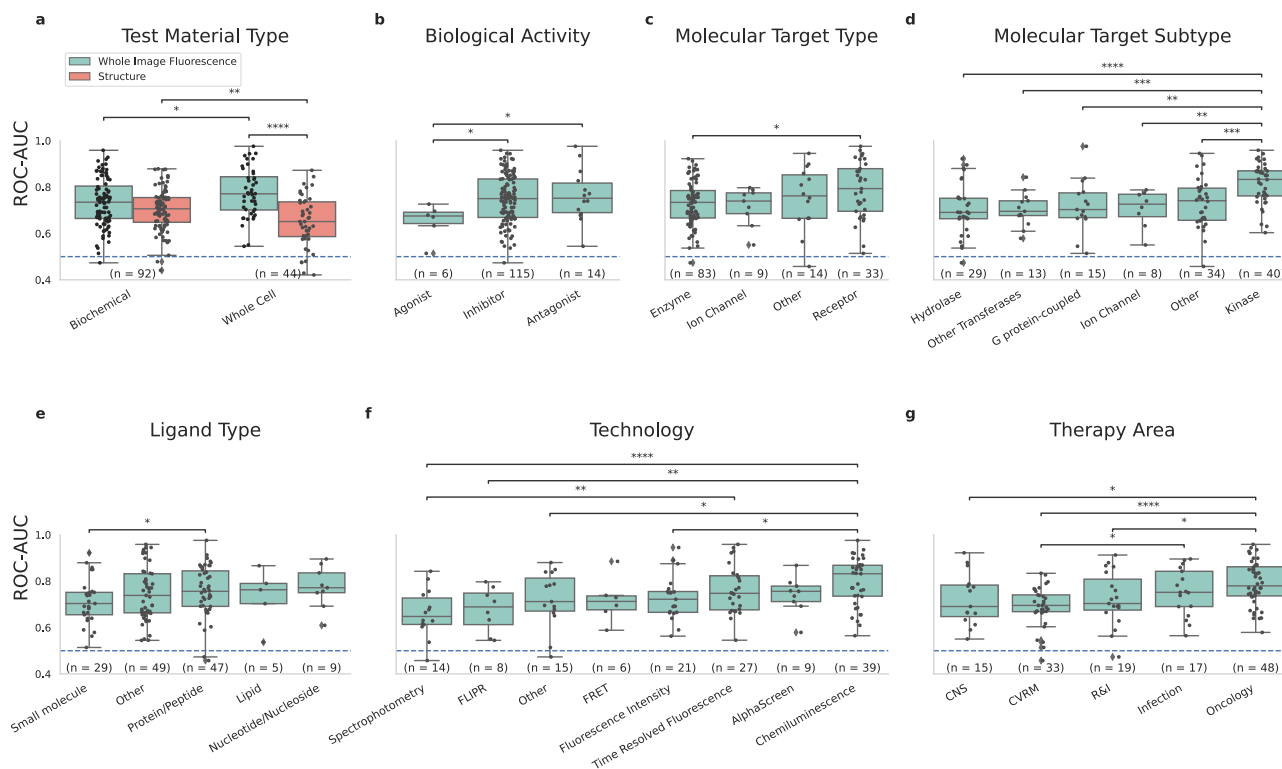 a
Test Material Type
Whole Image Fluorescence
Structure
**
*
****
ROC-AUC
1.0
0.8
0.6
0.4
(n = 92)
(n = 44)
Biochemical
Whole Cell
b
Biological Activity
*
*
(n = 6)
(n = 115)
(n = 14)
Agonist
Inhibitor
Antagonist
c
Molecular Target Type
*
(n = 83)
(n = 9)
(n = 14)
(n = 33)
Enzyme
Ion Channel
Other
Receptor
d
Molecular Target Subtype
****
***
**
**
***
(n = 29)
(n = 13)
(n = 15)
(n = 8)
(n = 34)
(n = 40)
Hydrolase
Other Transferases
G protein-coupled
Ion Channel
Other
Kinase
e
Ligand Type
*
ROC-AUC
1.0
0.8
0.6
0.4
(n = 29)
(n = 49)
(n = 47)
(n = 5)
(n = 9)
Small molecule
Other
Protein/Peptide
Lipid
Nucleotide/Nucleoside
f
Technology
****
**
**
*
*
(n = 14)
(n = 8)
(n = 15)
(n = 6)
(n = 21)
(n = 27)
(n = 9)
(n = 39)
Spectrophotometry
FLIPR
Other
FRET
Fluorescence Intensity
Time Resolved Fluorescence
AlphaScreen
Chemiluminescence
g
Therapy Area
*
****
*
*
(n = 15)
(n = 33)
(n = 19)
(n = 17)
(n = 48)
CNS
CVRM
R&I
Infection
Oncology